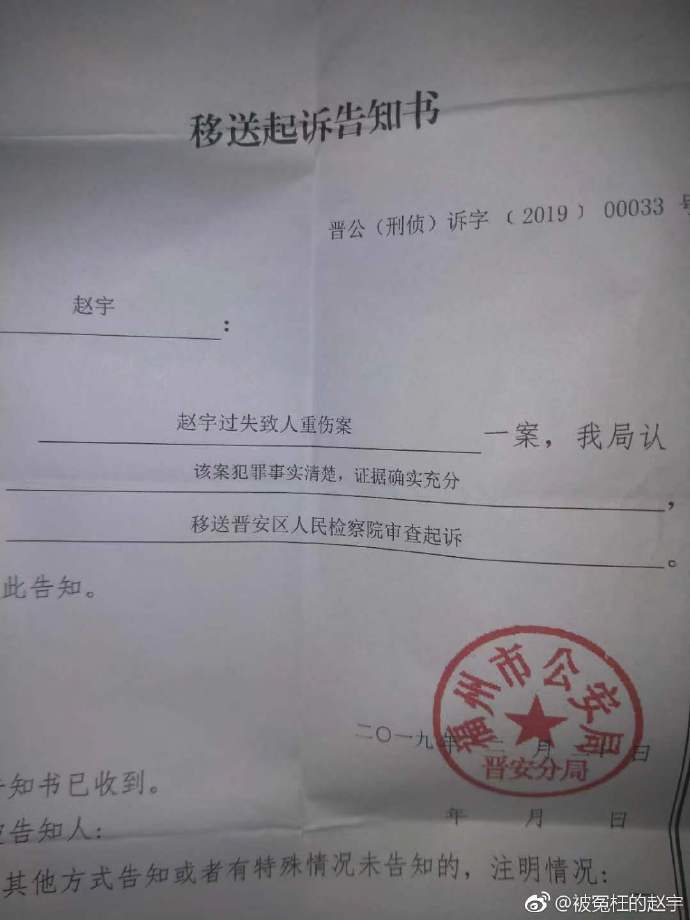 移送起诉告知书
晋公（刑侦）诉字（2019）00033
赵宇
：
赵宇过失致人重伤案 一案，我局认
该案犯罪事实清楚，证据确实充分，
移送晋安区人民检察院审查起诉。
此告知。
福州市公安局
晋安分局
二〇一九年二月 日
知书已收到。
年 月 日
告知人：
其他方式告知或者有特殊情况未告知的，注明情况：
@被冤枉的赵宇